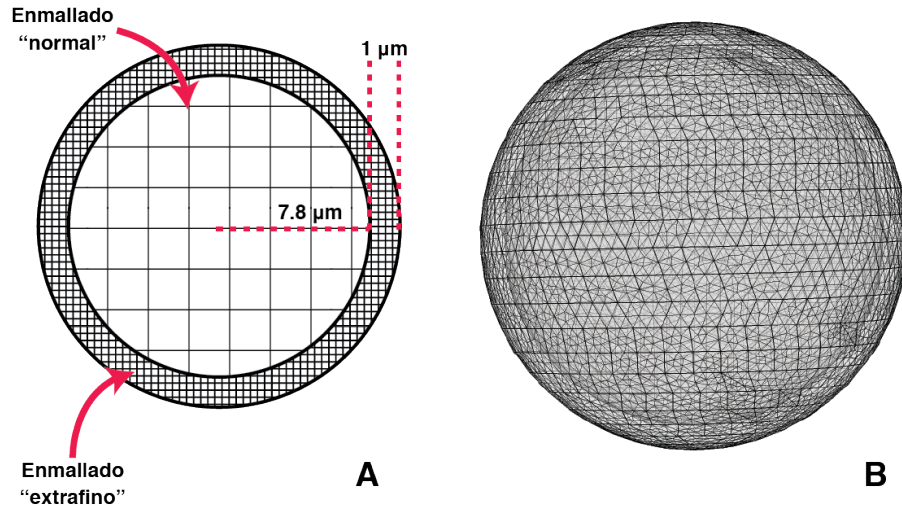 Enmallado
“normal”
1 μm
7.8 μm
Enmallado
“extrafino”
A
B